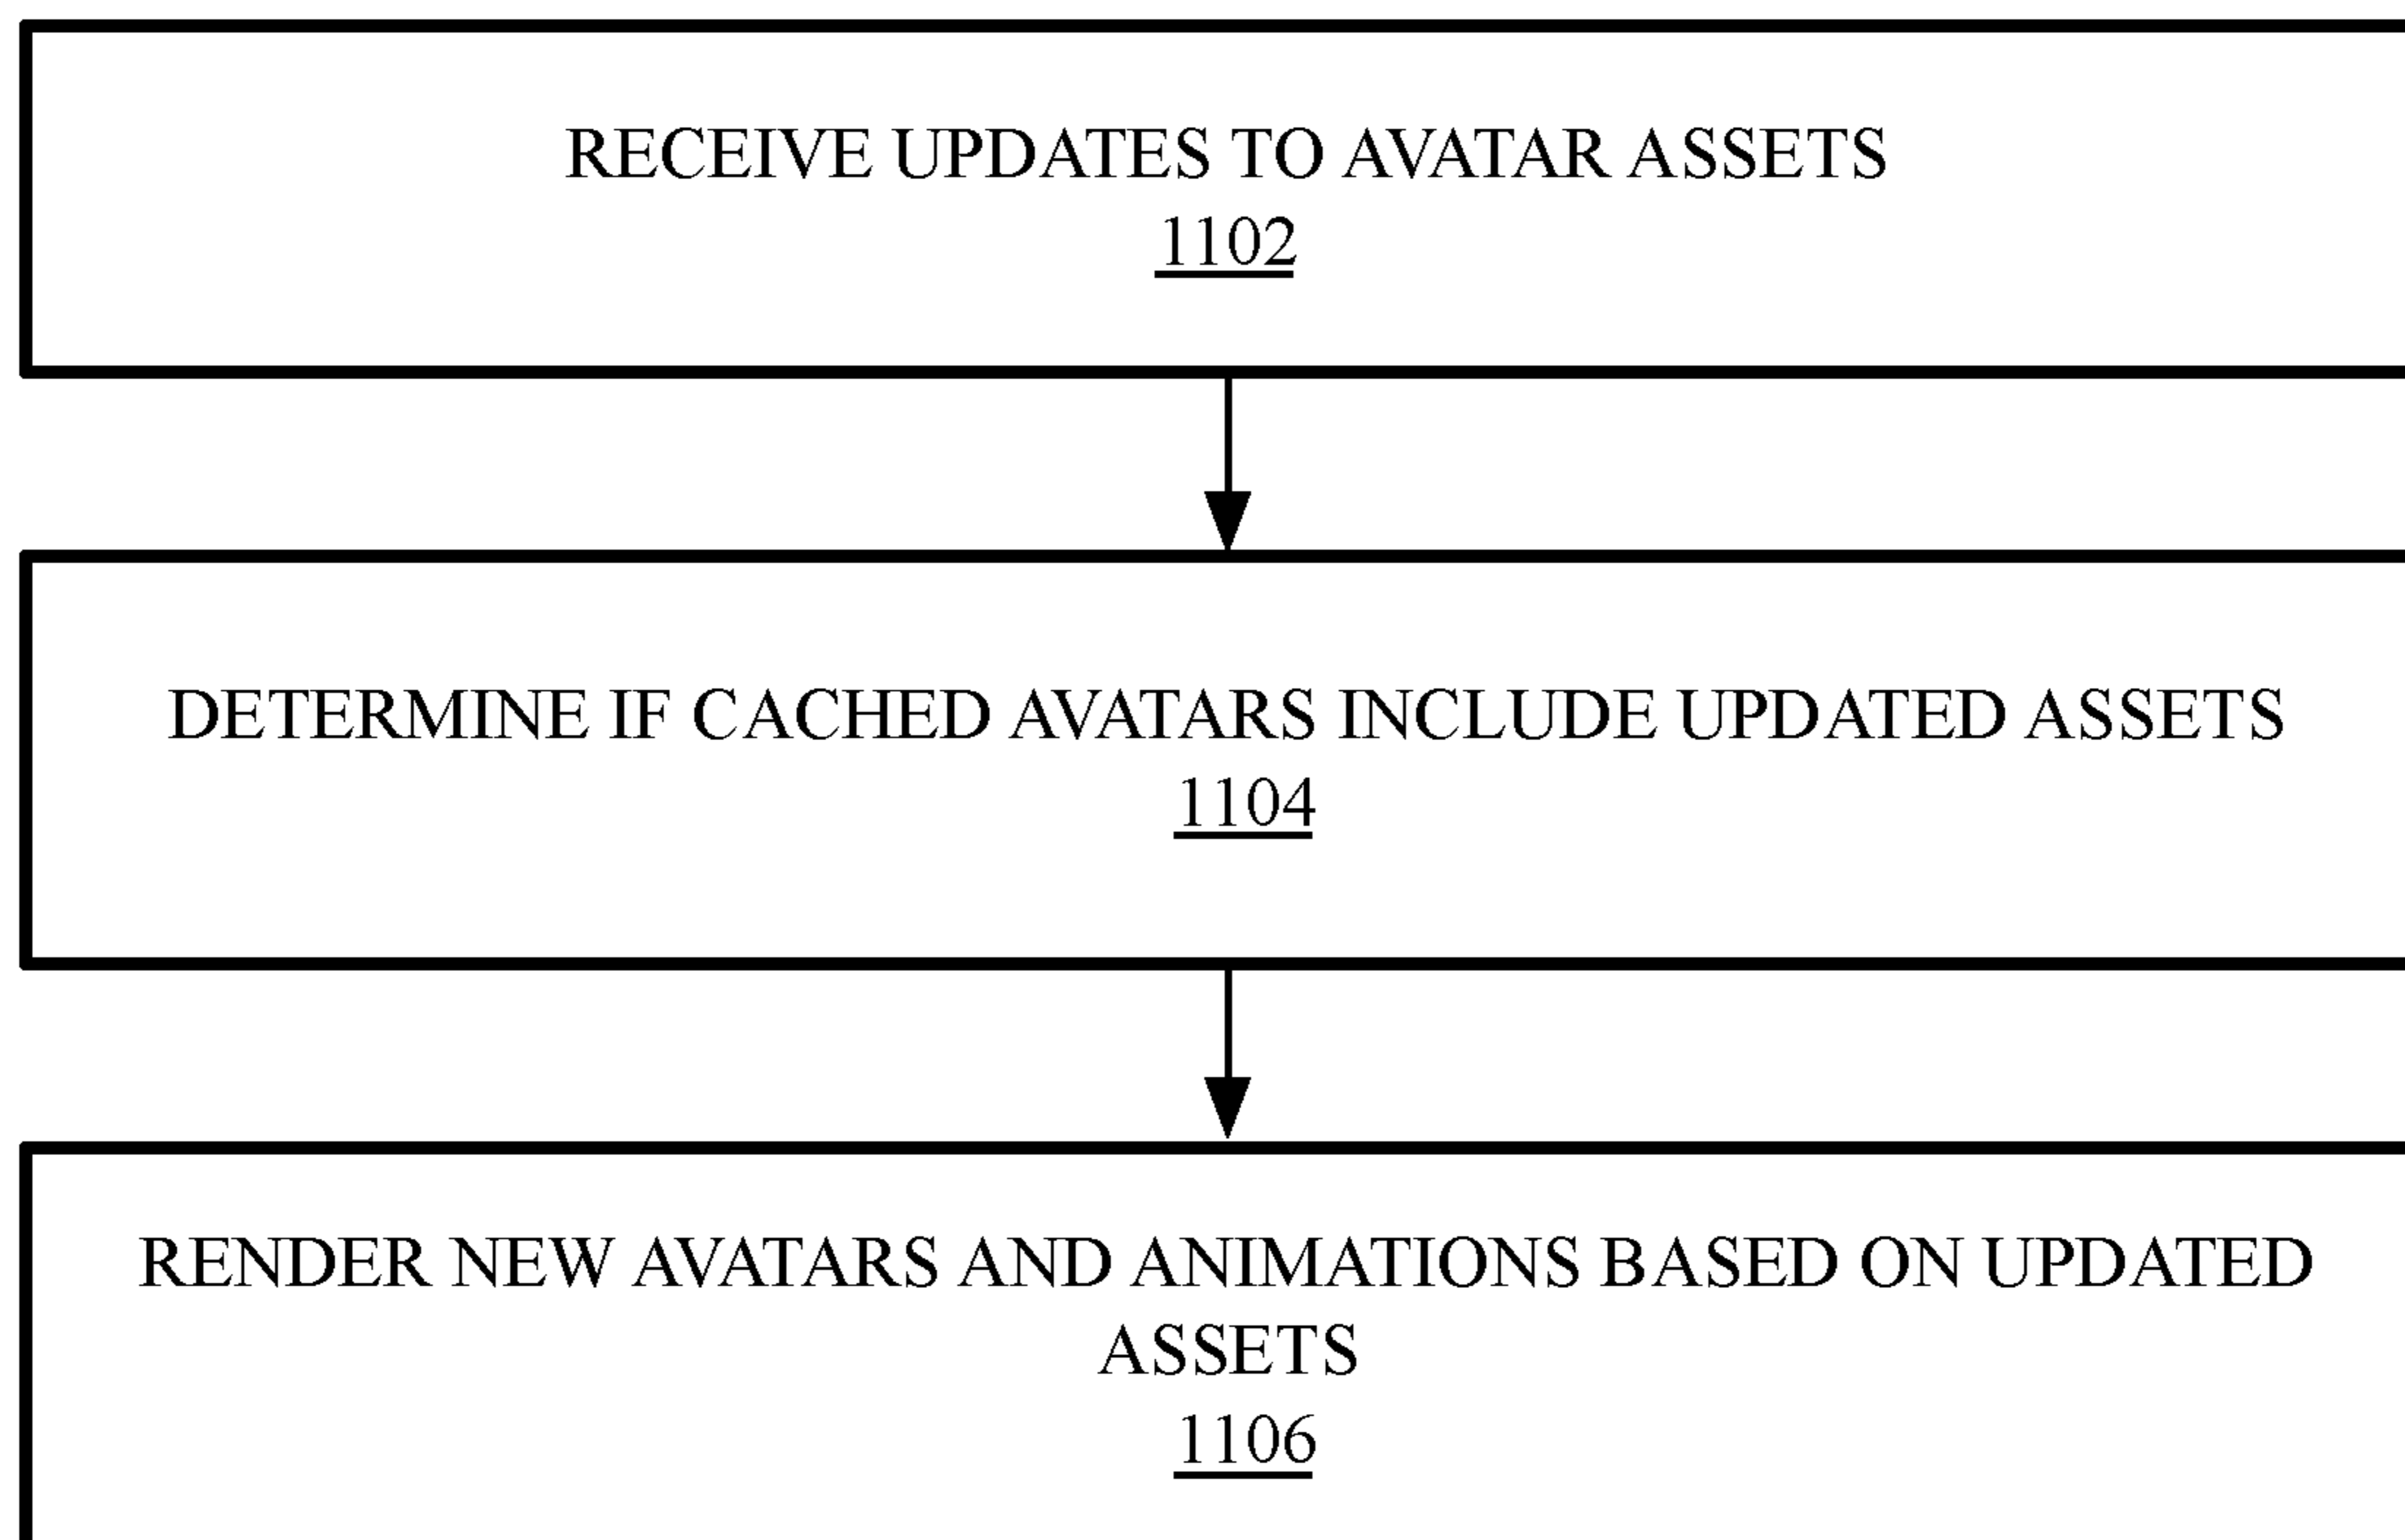 RECEIVE UPDATES TO AVATAR ASSETS
1102
DETERMINE IF CACHED AVATARS INCLUDE UPDATED ASSETS
1104
RENDER NEW AVATARS AND ANIMATIONS BASED ON UPDATED
ASSETS
1106